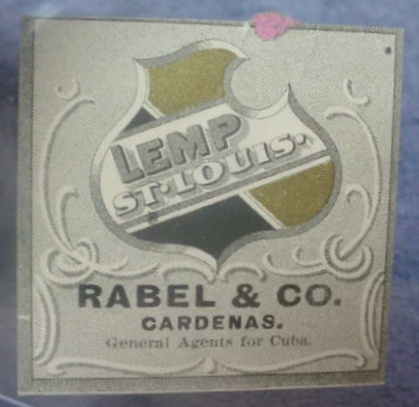 LEMP
ST·LOUIS·
RABEL & CO.
CARDENAS.
General Agents for Cuba.